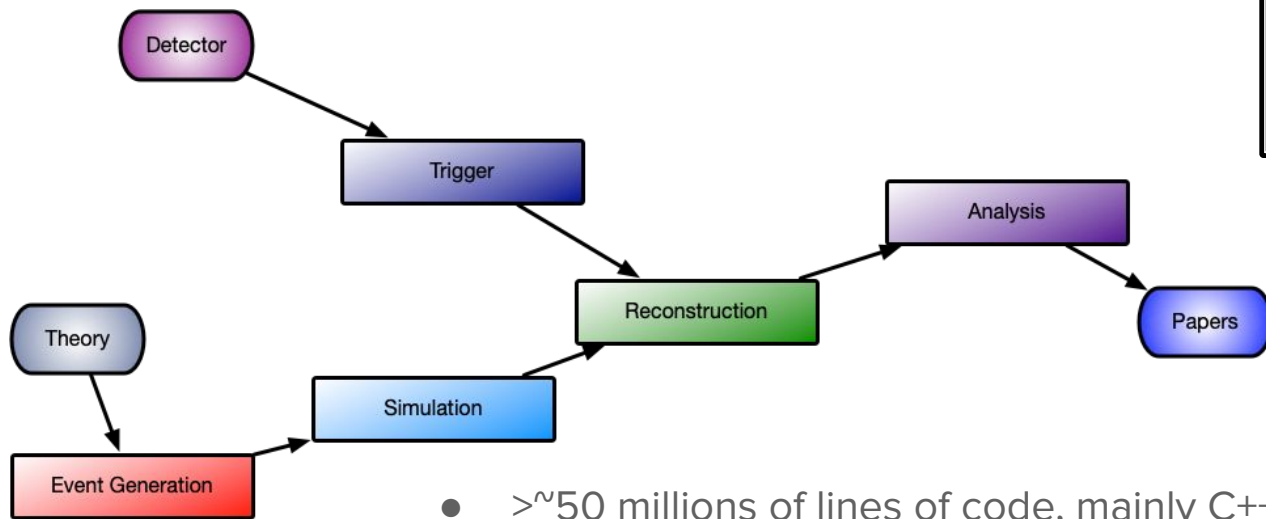 Detector
Trigger
Analysis
Reconstruction
Papers
Theory
Simulation
Event Generation
● >~50 millions of lines of code, mainly C+